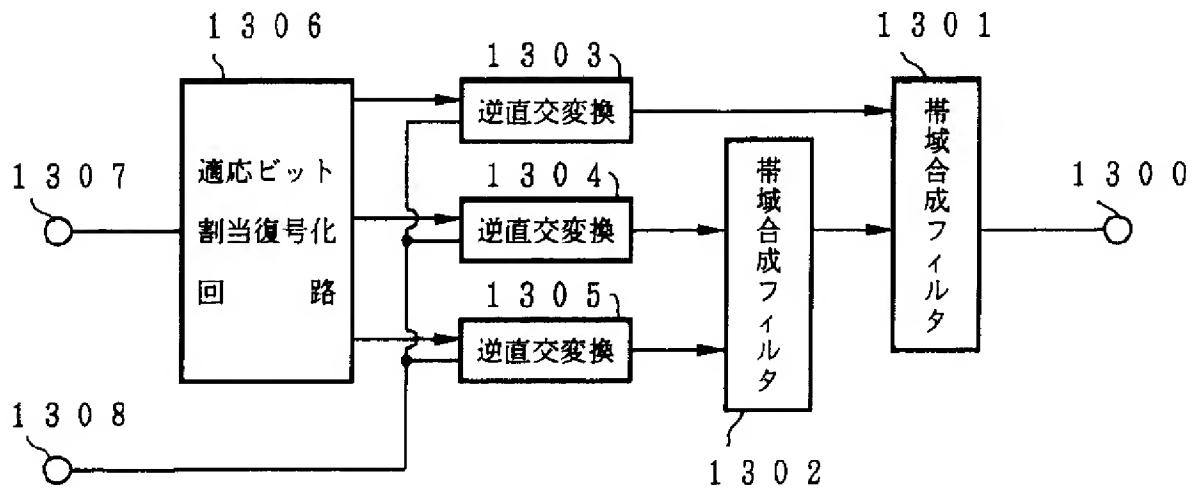 1306
1303
1301
逆直交変換
帯域合成フィルタ
1307
適応ビット
割当復号化
回路
1304
逆直交変換
帯域合成フィルタ
1300
1305
逆直交変換
1308
1302